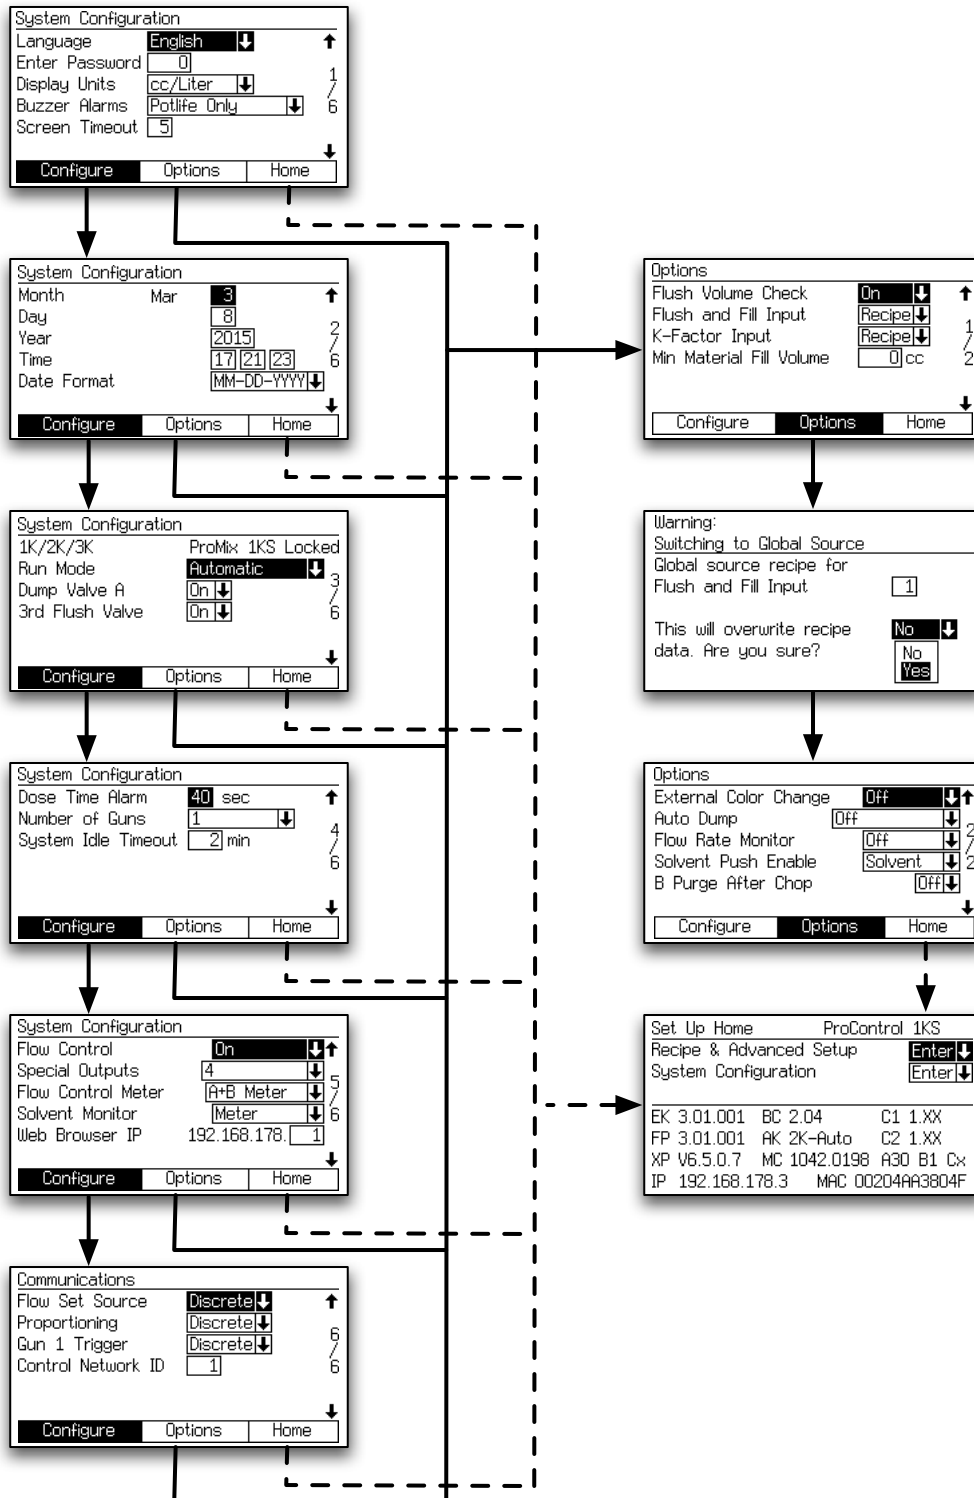 System Configuration
Language English
Enter Password 0
Display Units cc/Liter
Buzzer Alarms Potlife Only
Screen Timeout 5
1/6
Configure Options Home
System Configuration
Month Mar 3
Day 8
Year 2015
Time 17 21 23
Date Format MM-DD-YYYY
2/6
Configure Options Home
System Configuration
1K/2K/3K ProMix 1KS Locked
Run Mode Automatic
Dump Valve A On
3rd Flush Valve On
3/6
Configure Options Home
System Configuration
Dose Time Alarm 40 sec
Number of Guns 1
System Idle Timeout 2 min
4/6
Configure Options Home
System Configuration
Flow Control On
Special Outputs 4
Flow Control Meter A+B Meter
Solvent Monitor Meter
Web Browser IP 192.168.178. 1
5/6
Configure Options Home
Communications
Flow Set Source Discrete
Proportioning Discrete
Gun 1 Trigger Discrete
Control Network ID 1
6/6
Configure Options Home
Options
Flush Volume Check On
Flush and Fill Input Recipe
K-Factor Input Recipe
Min Material Fill Volume 0 cc
1/2
Configure Options Home
Warning:
Switching to Global Source
Global source recipe for
Flush and Fill Input 1
This will overwrite recipe No
data. Are you sure? No
Yes
Options
External Color Change Off
Auto Dump Off
Flow Rate Monitor Off
Solvent Push Enable Solvent
B Purge After Chop Off
2/2
Configure Options Home
Set Up Home ProControl 1KS
Recipe & Advanced Setup Enter
System Configuration Enter
EK 3.01.001 BC 2.04 C1 1.XX
FP 3.01.001 AK 2K-Auto C2 1.XX
XP V6.5.0.7 MC 1042.0198 A30 B1 Cx
IP 192.168.178.3 MAC 00204AA3804F